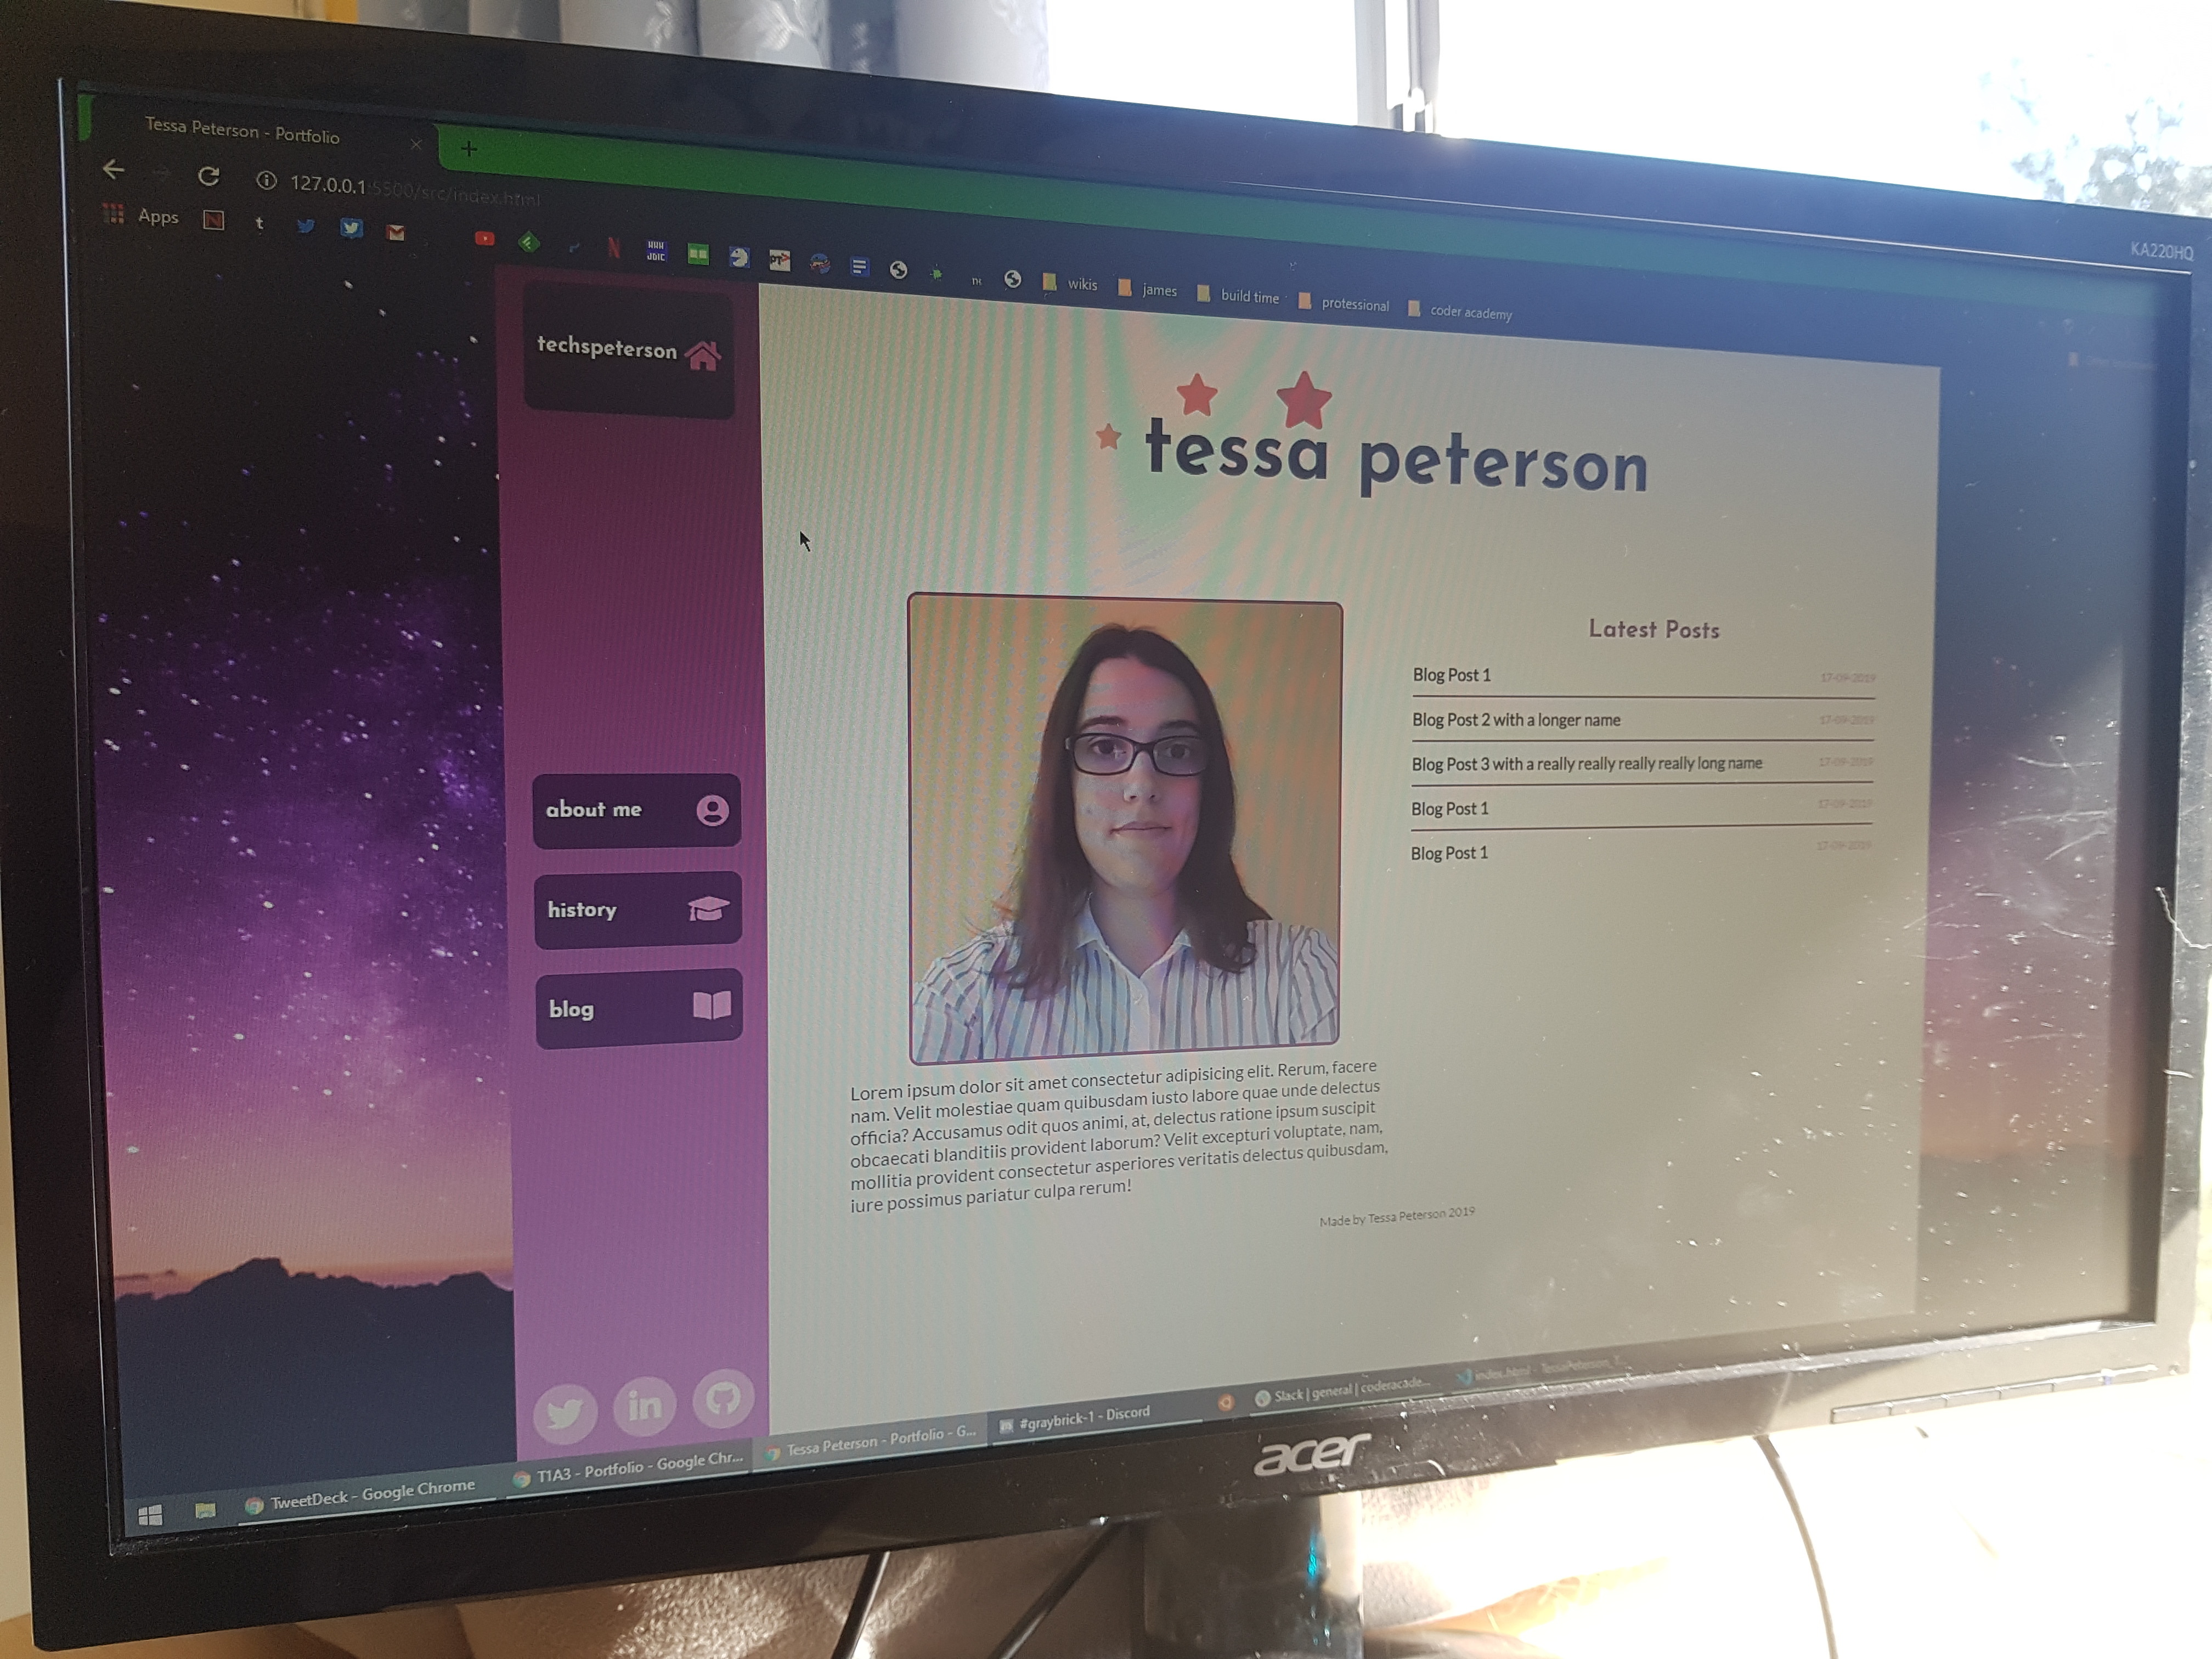 Tessa Peterson - Portfolio
127.0.0.1:5500/src/index.html
Apps
t
N
wikis
james
build time
protessional
coder academy
KA220HQ
techspeterson
tessa peterson
about me
history
blog
Latest Posts
Blog Post 1 17-09-2019
Blog Post 2 with a longer name 17-09-2019
Blog Post 3 with a really really really really long name 17-09-2019
Blog Post 1 17-09-2019
Blog Post 1 17-09-2019
Lorem ipsum dolor sit amet consectetur adipisicing elit. Rerum, facere
nam. Velit molestiae quam quibusdam iusto labore quae unde delectus
officia? Accusamus odit quos animi, at, delectus ratione ipsum suscipit
obcaecati blanditiis provident laborum? Velit excepturi voluptate, nam,
mollitia provident consectetur asperiores veritatis delectus quibusdam,
iure possimus pariatur culpa rerum!
Made by Tessa Peterson 2019
in
TweetDeck - Google Chrome
T1A3 - Portfolio - Google Chr...
Tessa Peterson - Portfolio - G...
#graybrick-1 - Discord
Slack | general | coderacade...
index.html - TessaPeterson_T...
acer